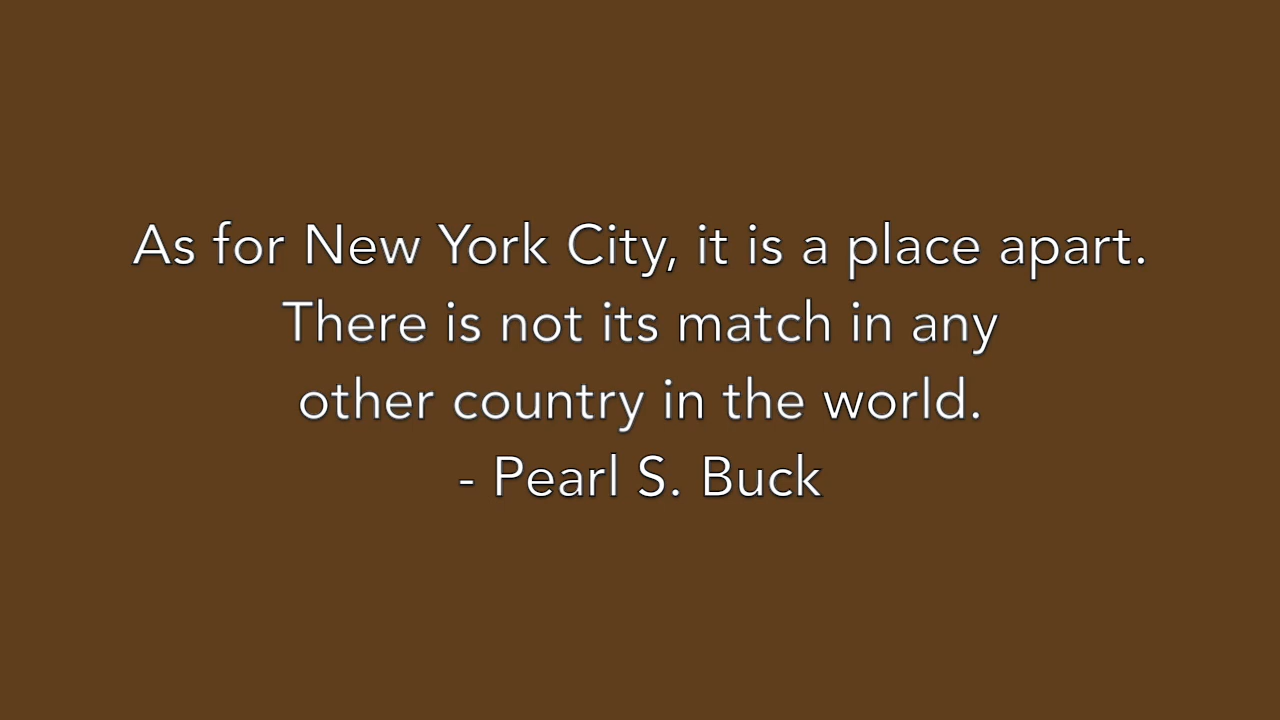 As for New York City, it is a place apart.
There is not its match in any
other country in the world.
- Pearl S. Buck